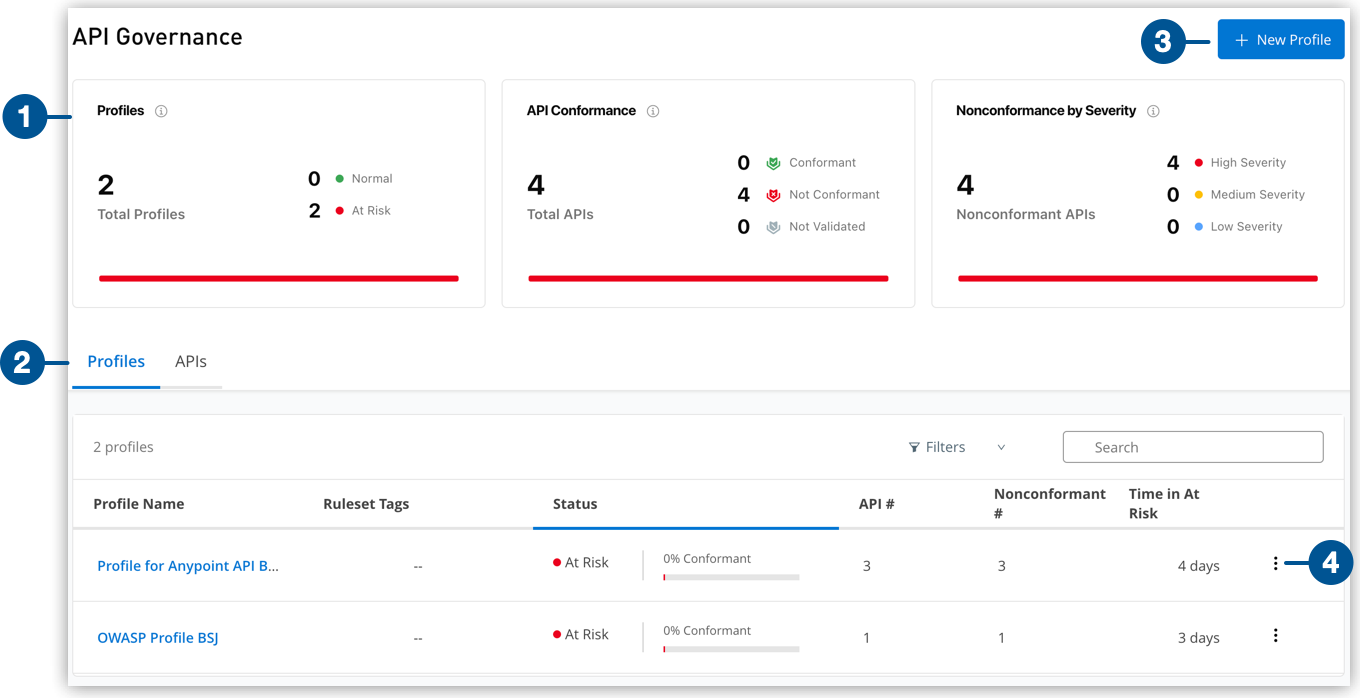 API Governance
3
+ New Profile
1
Profiles
2
Total Profiles
0 Normal
2 At Risk
API Conformance
4
Total APIs
0 Conformant
4 Not Conformant
0 Not Validated
Nonconformance by Severity
4
Nonconformant APIs
4 High Severity
0 Medium Severity
0 Low Severity
2
Profiles APIs
2 profiles
Filters
Search
Profile Name Ruleset Tags Status API # Nonconformant # Time in At Risk
Profile for Anypoint API B... -- At Risk 0% Conformant 3 3 4 days
4
OWASP Profile BSJ -- At Risk 0% Conformant 1 1 3 days